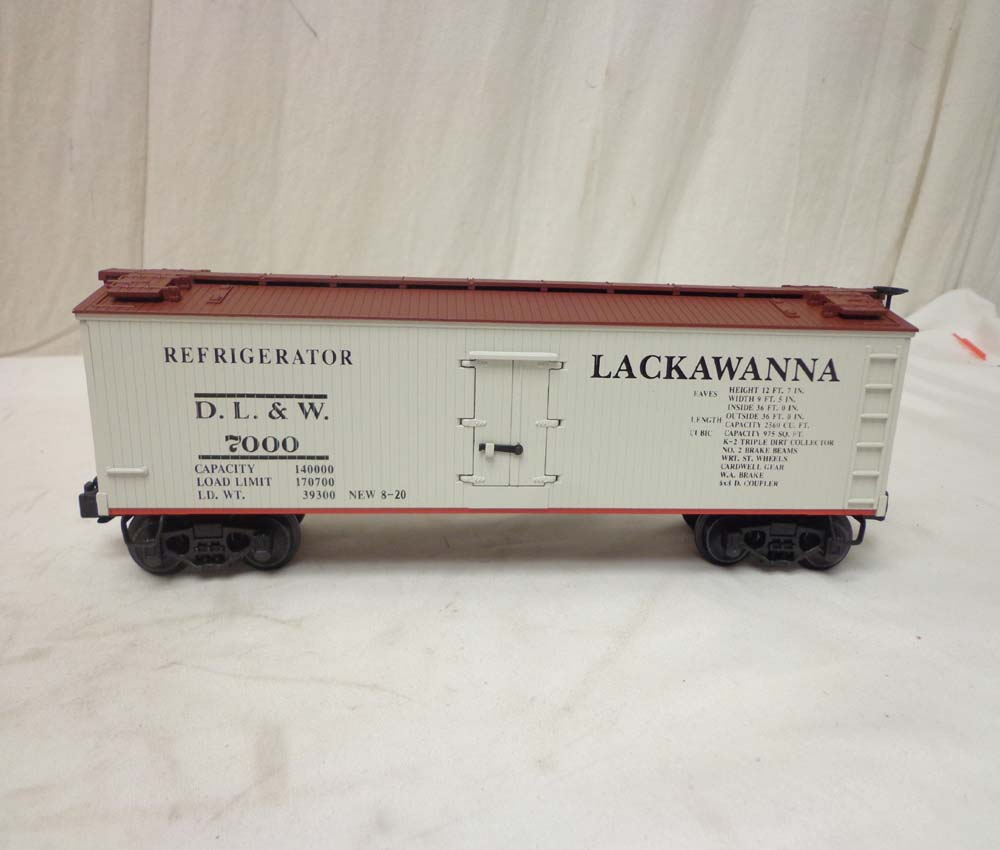 REFRIGERATOR
D. L. & W.
7000
CAPACITY 140000
LOAD LIMIT 170700
LD. WT. 39300 NEW 8-20
LACKAWANNA
EAVES HEIGHT 12 FT. 7 IN.
WIDTH 9 FT. 5 IN.
INSIDE 36 FT. 0 IN.
LENGTH OUTSIDE 36 FT. 0 IN.
CAPACITY 2560 CU. FT.
CUBIC CAPACITY 975 SQ. FT.
K-2 TRIPLE DIRT COLLECTOR
NO. 2 BRAKE BEAMS
WRT. ST. WHEELS
CARDWELL GEAR
W.A. BRAKE
D. COUPLER